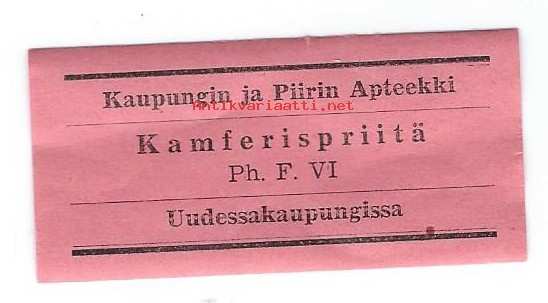 Kaupungin ja Piirin Apteekki
Antikvariaatti.net
Kamferispriitä
Ph. F. VI
Uudessakaupungissa